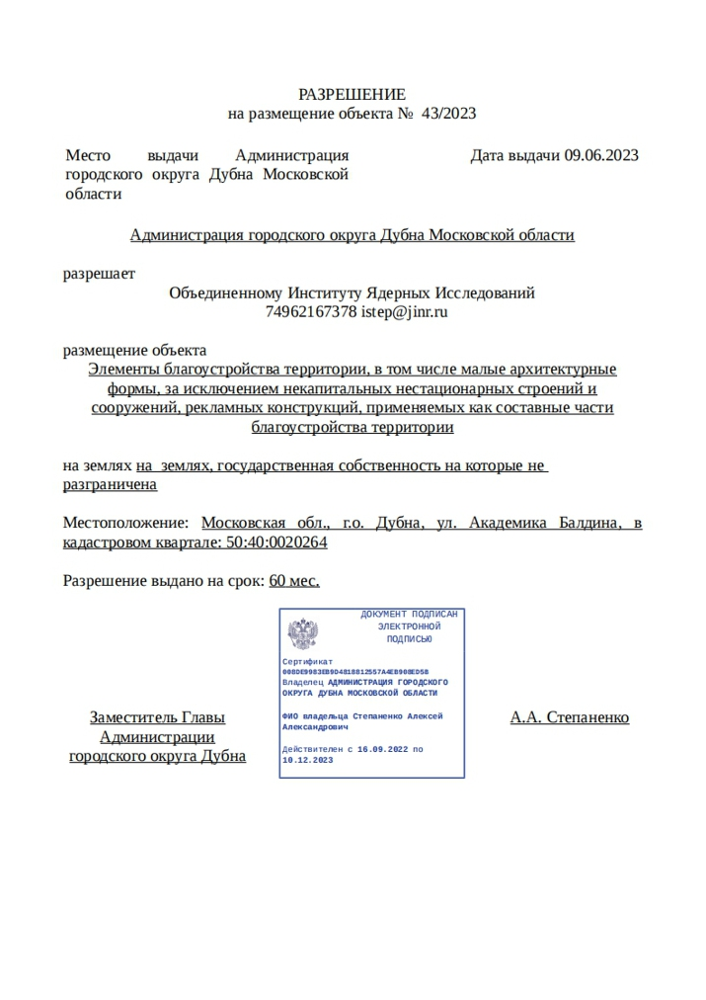 РАЗРЕШЕНИЕ
на размещение объекта № 43/2023
Место выдачи Администрация
городского округа Дубна Московской
области
Дата выдачи 09.06.2023
Администрация городского округа Дубна Московской области
разрешает
Объединенному Институту Ядерных Исследований
74962167378 istep@jinr.ru
размещение объекта
Элементы благоустройства территории, в том числе малые архитектурные
формы, за исключением некапитальных нестационарных строений и
сооружений, рекламных конструкций, применяемых как составные части
благоустройства территории
на землях на землях, государственная собственность на которые не
разграничена
Местоположение: Московская обл., г.о. Дубна, ул. Академика Балдина, в
кадастровом квартале: 50:40:0020264
Разрешение выдано на срок: 60 мес.
ДОКУМЕНТ ПОДПИСАН
ЭЛЕКТРОННОЙ
ПОДПИСЬЮ
Сертификат
008DE9983EB9D4818812557A4EB908ED5B
Владелец АДМИНИСТРАЦИЯ ГОРОДСКОГО
ОКРУГА ДУБНА МОСКОВСКОЙ ОБЛАСТИ
ФИО владельца Степаненко Алексей
Александрович
Действителен с 16.09.2022 по
10.12.2023
Заместитель Главы
Администрации
городского округа Дубна
А.А. Степаненко